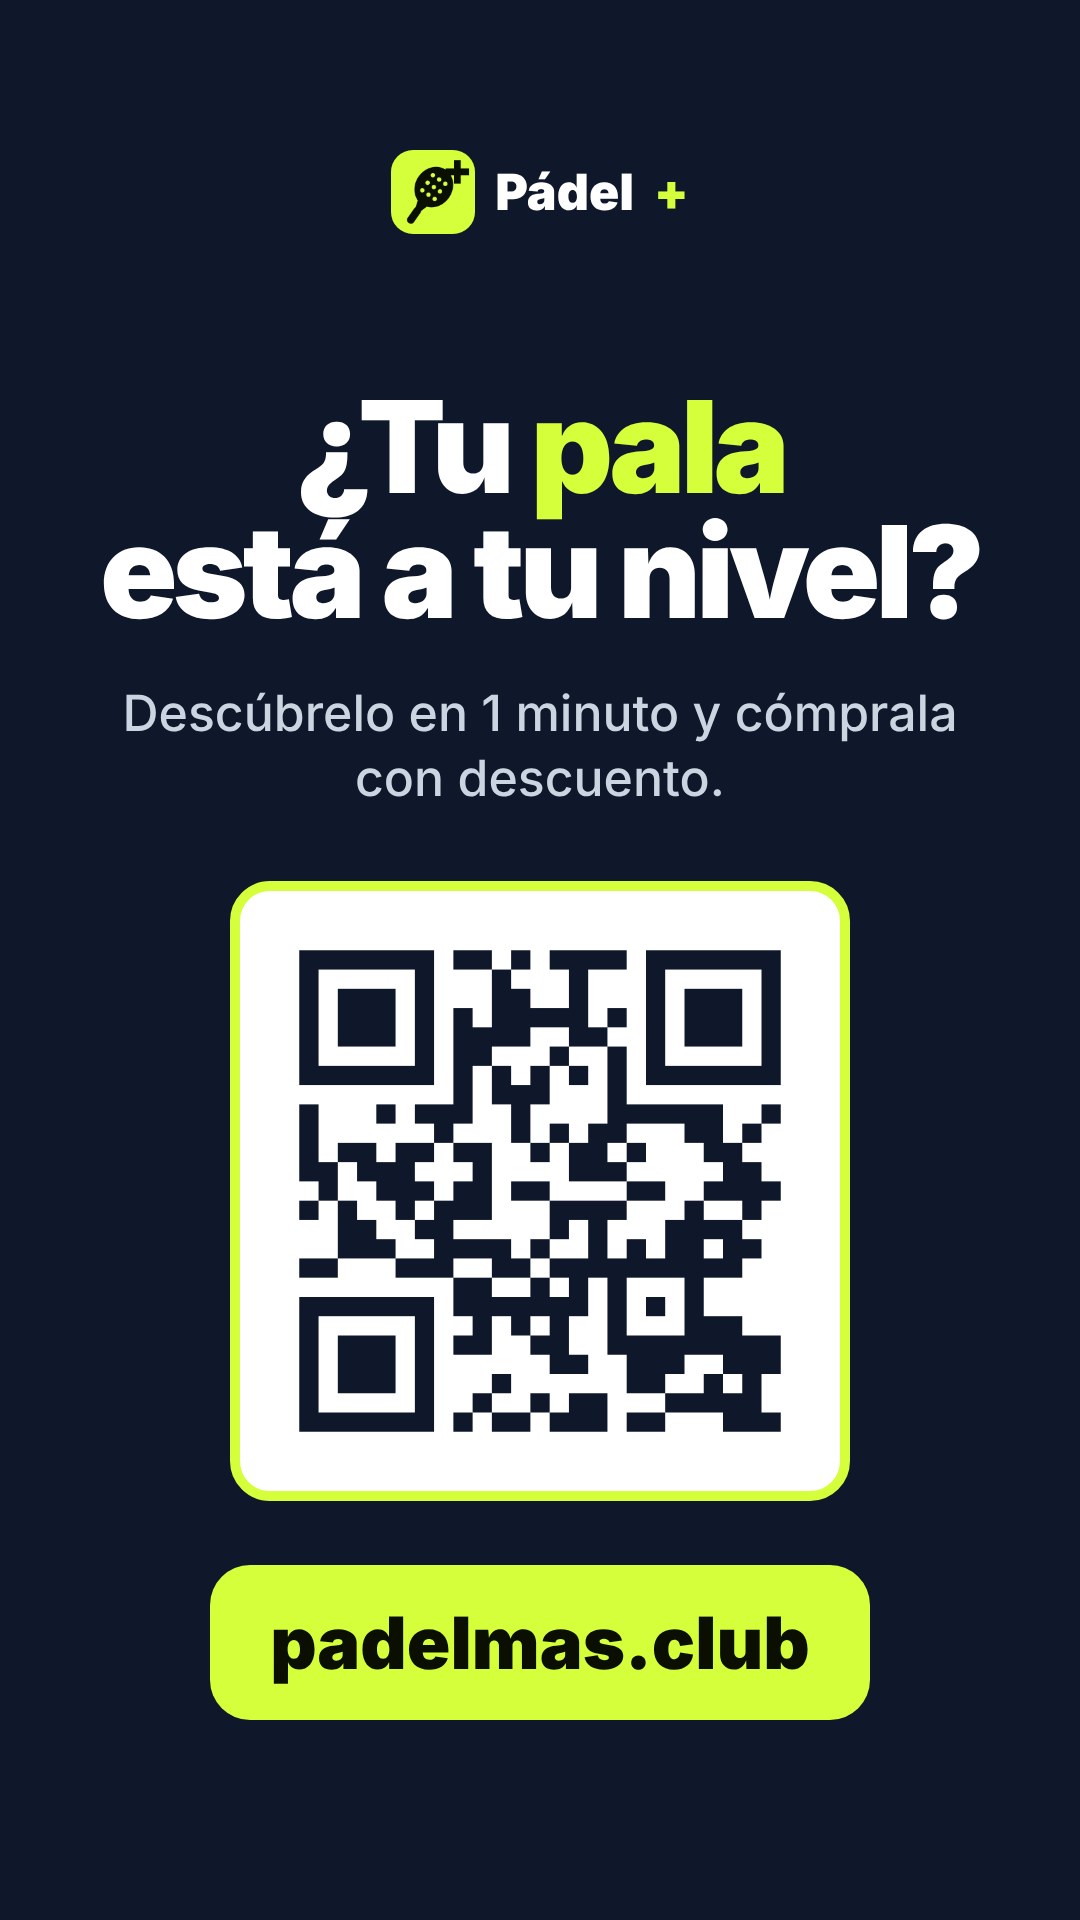 Pádel +
¿Tu pala
está a tu nivel?
Descúbrelo en 1 minuto y cómprala
con descuento.
padelmas.club